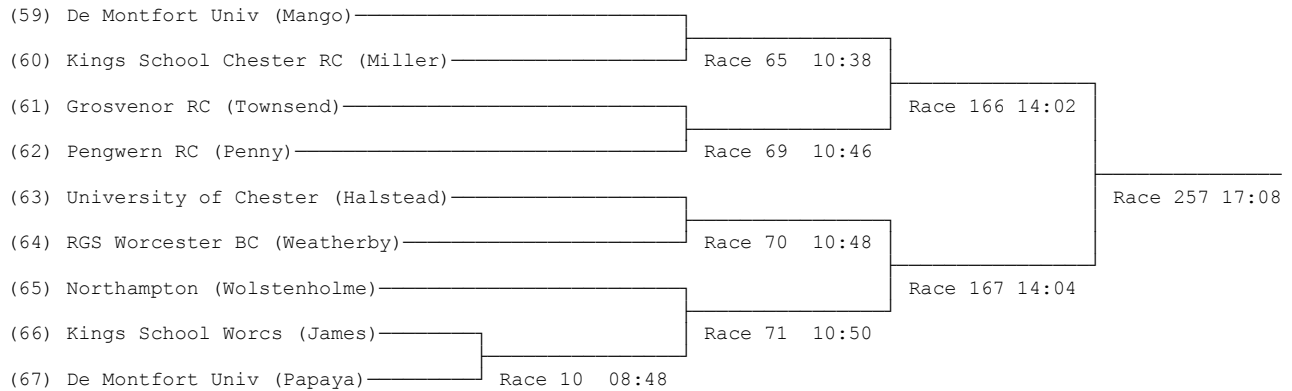 (59) De Montfort Univ (Mango)
(60) Kings School Chester RC (Miller) Race 65 10:38
(61) Grosvenor RC (Townsend) Race 166 14:02
(62) Pengwern RC (Penny) Race 69 10:46
(63) University of Chester (Halstead) Race 257 17:08
(64) RGS Worcester BC (Weatherby) Race 70 10:48
(65) Northampton (Wolstenholme) Race 167 14:04
(66) Kings School Worcs (James) Race 71 10:50
(67) De Montfort Univ (Papaya) Race 10 08:48